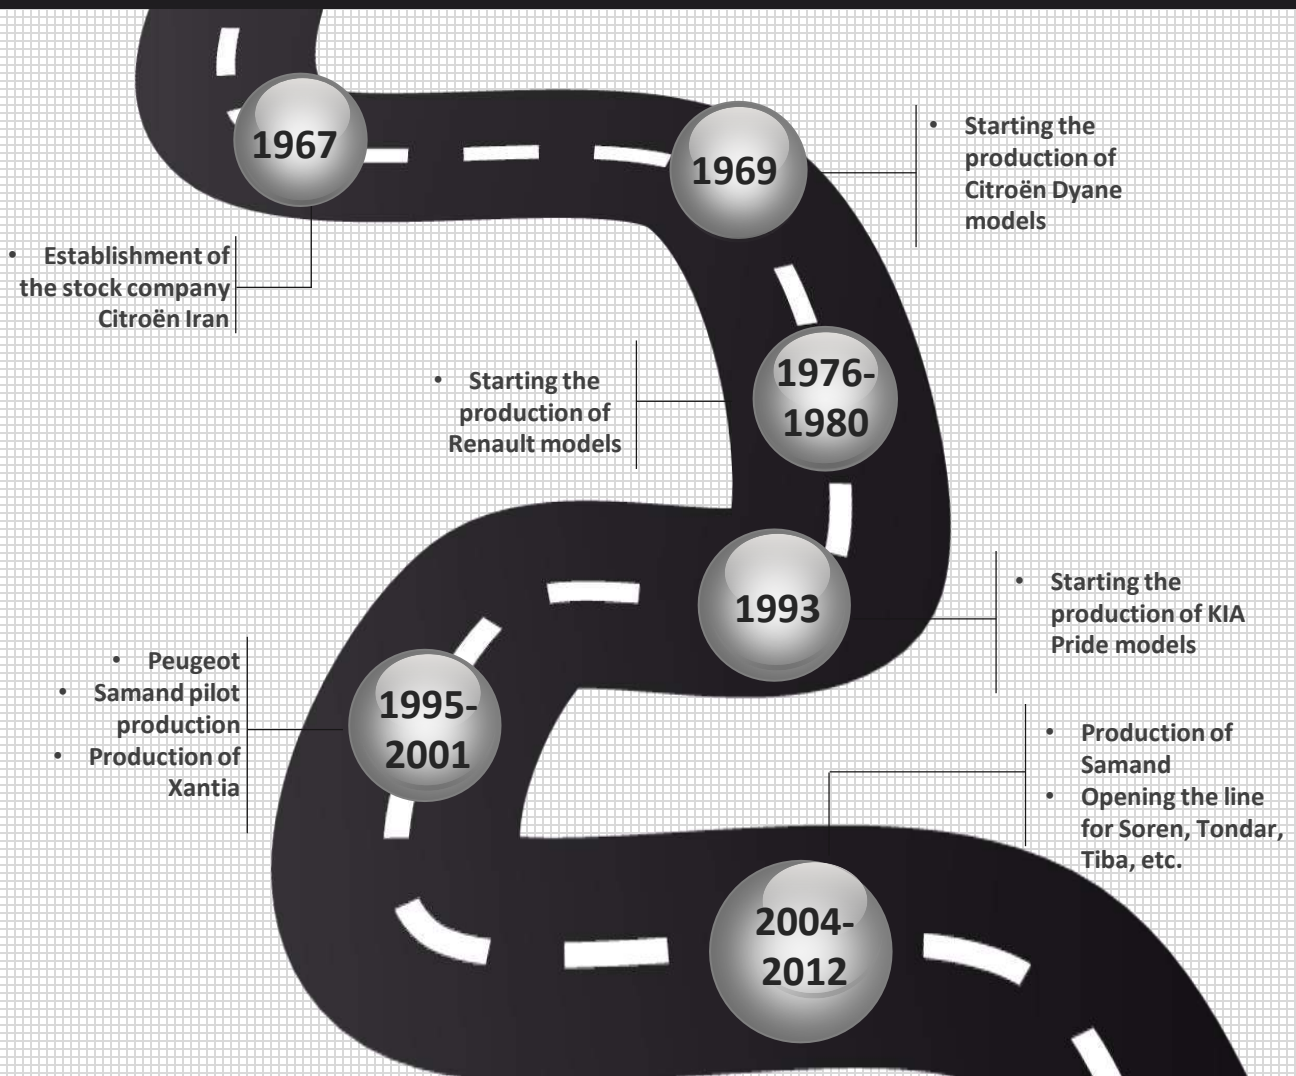 1967
• Establishment of
the stock company
Citroën Iran
1969
• Starting the
production of
Citroën Dyane
models
1976-
1980
• Starting the
production of
Renault models
1993
• Starting the
production of KIA
Pride models
1995-
2001
• Peugeot
• Samand pilot
production
• Production of
Xantia
2004-
2012
• Production of
Samand
• Opening the line
for Soren, Tondar,
Tiba, etc.